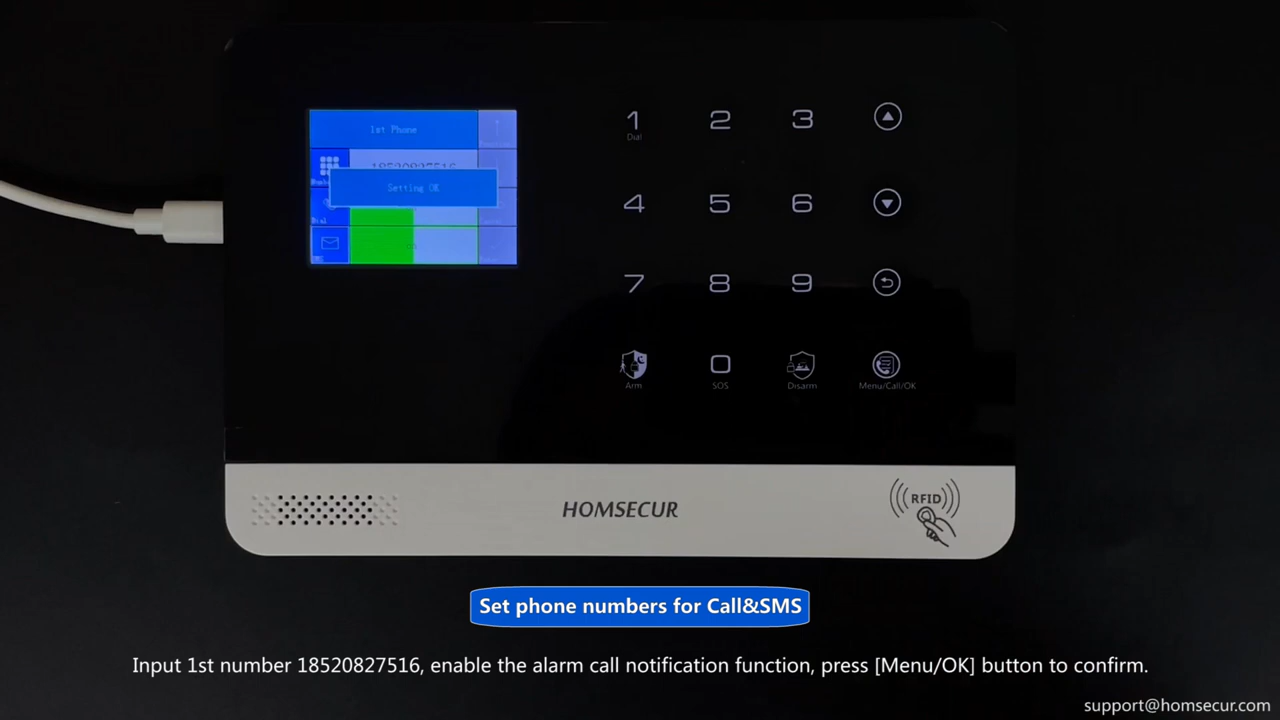 1st Phone
18520827516
Setting OK
Dial
1 2 3
Dial
4 5 6
7 8 9
Arm SOS Disarm Menu/Call/OK
HOMSECUR
RFID
Set phone numbers for Call&SMS
Input 1st number 18520827516, enable the alarm call notification function, press [Menu/OK] button to confirm.
support@homsecur.com